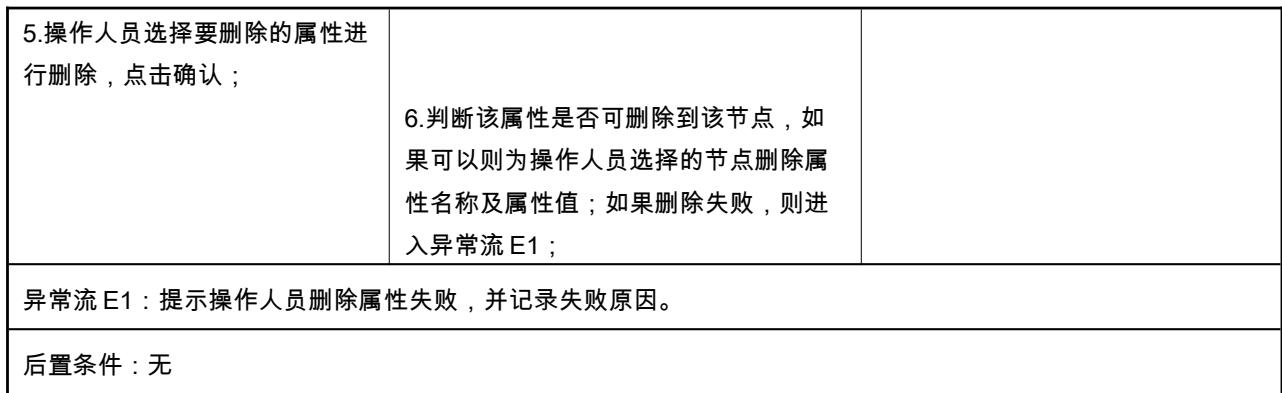 5.操作人员选择要删除的属性进
行删除，点击确认；
6.判断该属性是否可删除到该节点，如
果可以则为操作人员选择的节点删除属
性名称及属性值；如果删除失败，则进
入异常流 E1；
异常流 E1：提示操作人员删除属性失败，并记录失败原因。
后置条件：无